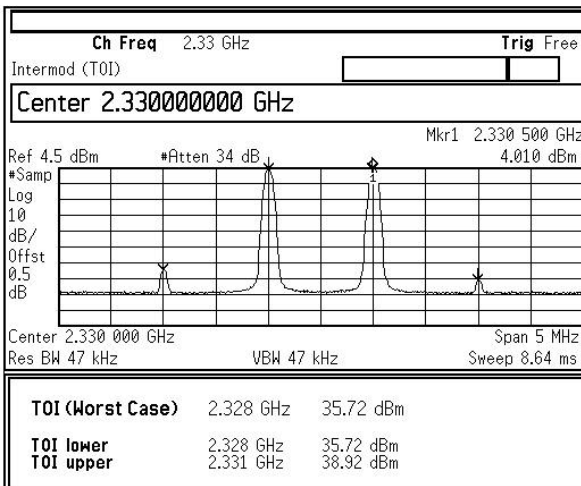 Ch Freq 2.33 GHz Trig Free
Intermod (TOI)
Center 2.330000000 GHz
Mkr1 2.330 500 GHz
Ref 4.5 dBm #Atten 34 dB 4.010 dBm
#Samp
Log
10
dB/
Offst
0.5
dB
1
Center 2.330 000 GHz Span 5 MHz
Res BW 47 kHz VBW 47 kHz Sweep 8.64 ms
TOI (Worst Case) 2.328 GHz 35.72 dBm
TOI lower 2.328 GHz 35.72 dBm
TOI upper 2.331 GHz 38.92 dBm